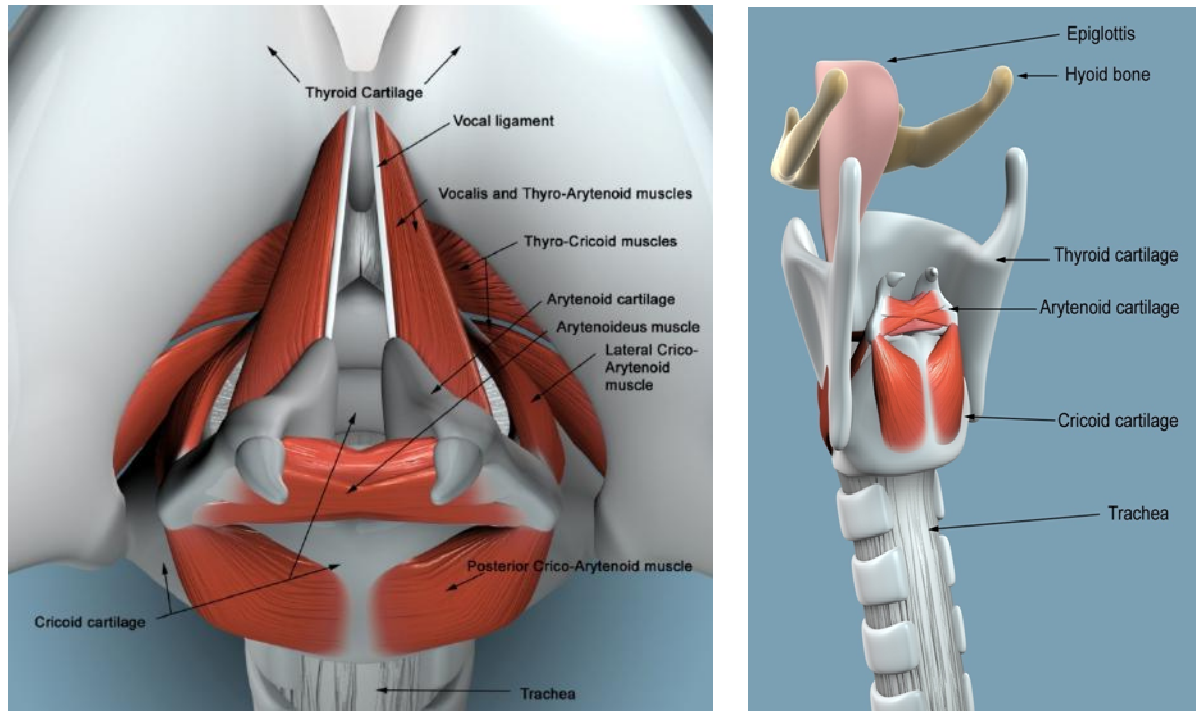 Thyroid Cartilage
Vocal ligament
Vocalis and Thyro-Arytenoid muscles
Thyro-Cricoid muscles
Arytenoid cartilage
Arytenoideus muscle
Lateral Crico-
Arytenoid
muscle
Posterior Crico-Arytenoid muscle
Cricoid cartilage
Trachea
Epiglottis
Hyoid bone
Thyroid cartilage
Arytenoid cartilage
Cricoid cartilage
Trachea